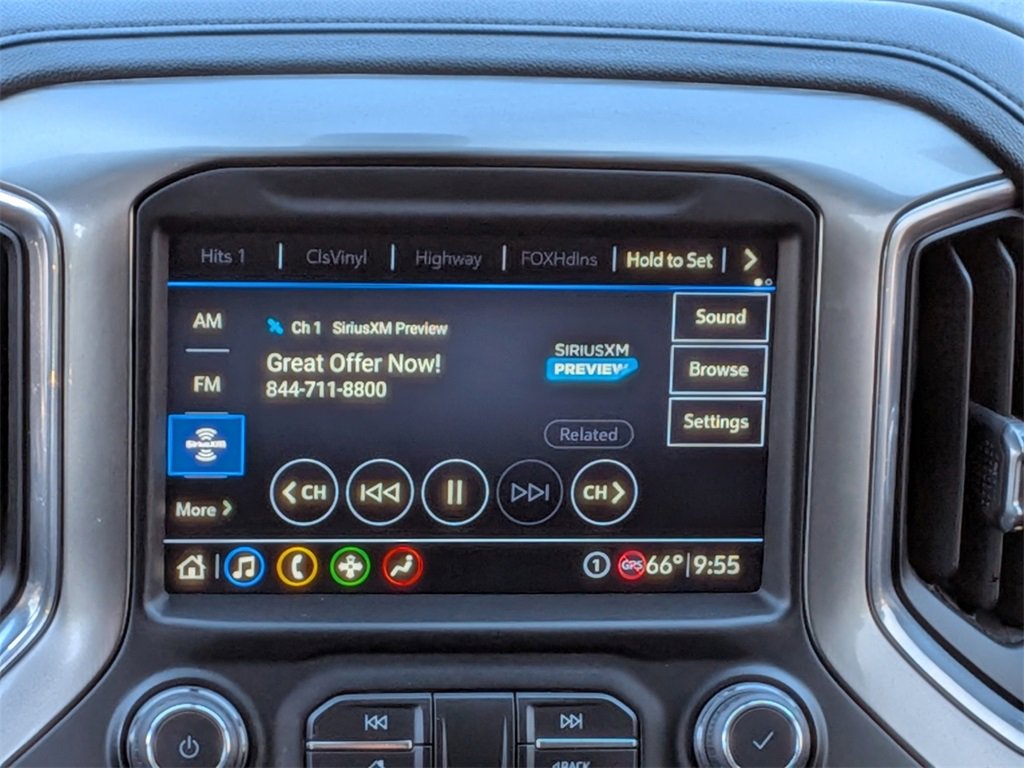 Hits 1 ClsVinyl Highway FOXHdlns Hold to Set
AM
Ch 1 SiriusXM Preview
Sound
Great Offer Now!
SIRIUSXM
PREVIEW
Browse
FM
844-711-8800
SiriusXM
Related
Settings
CH
CH
More
1 GPS 66° 9:55
BACK